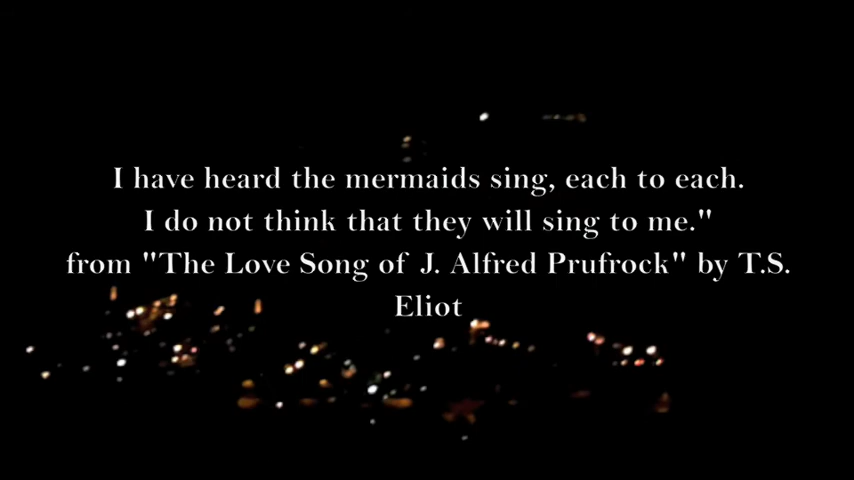 I have heard the mermaids sing, each to each.
I do not think that they will sing to me."
from "The Love Song of J. Alfred Prufrock" by T.S.
Eliot